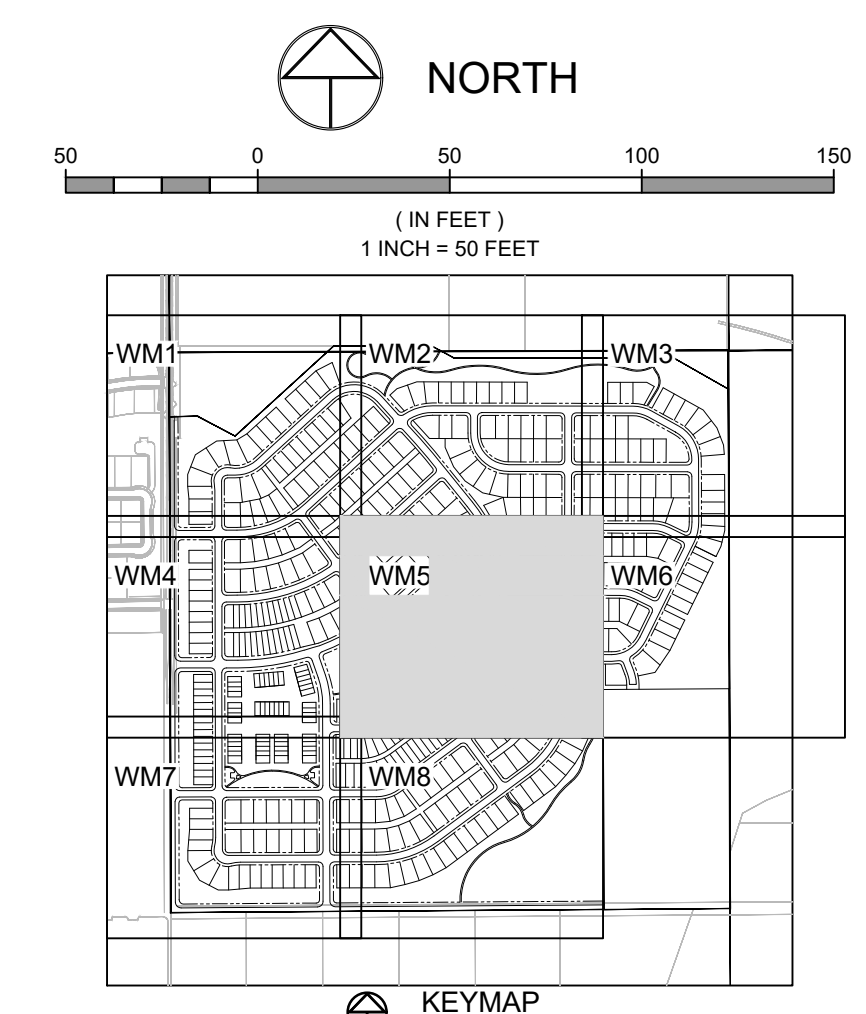 NORTH
50 0 50 100 150
( IN FEET )
1 INCH = 50 FEET
WM1 WM2 WM3
WM4 WM5 WM6
WM7 WM8
KEYMAP